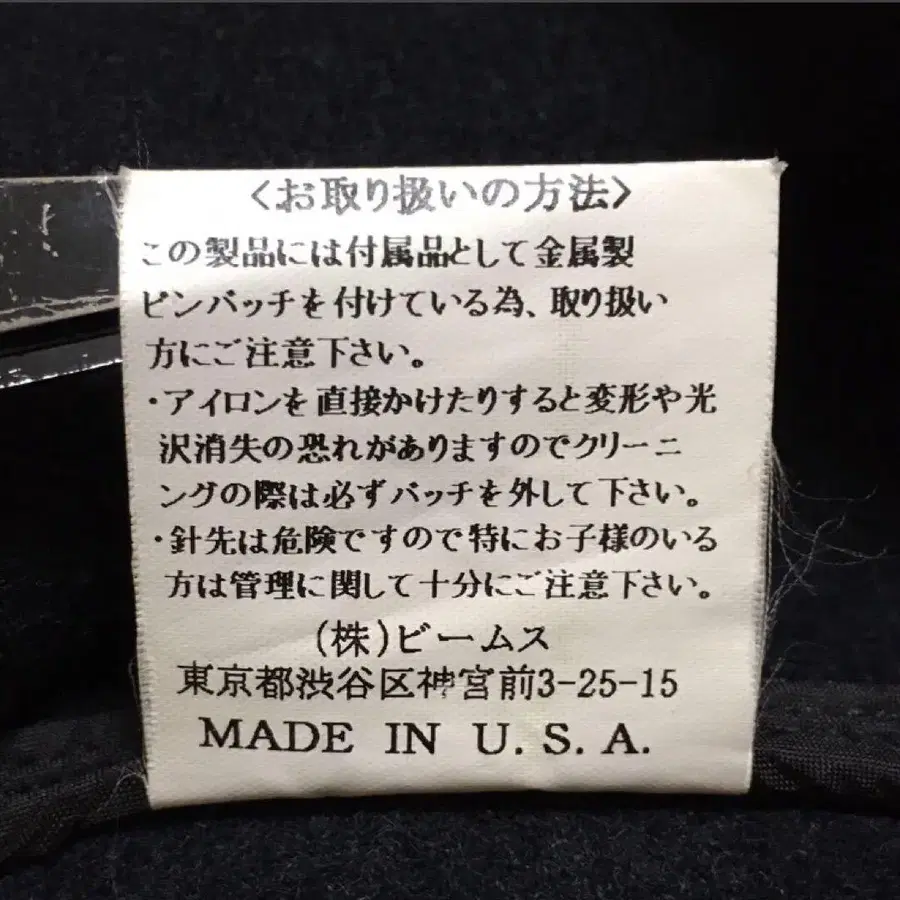 〈お取り扱いの方法〉
この製品には付属品として金属製
ピンバッチを付けている為、取り扱い
方にご注意下さい。
・アイロンを直接かけたりすると変形や光
沢消失の恐れがありますのでクリーニ
ングの際は必ずバッチを外して下さい。
・針先は危険ですので特にお子様のいる
方は管理に関して十分にご注意下さい。
(株)ビームス
東京都渋谷区神宮前3-25-15
MADE IN U.S.A.